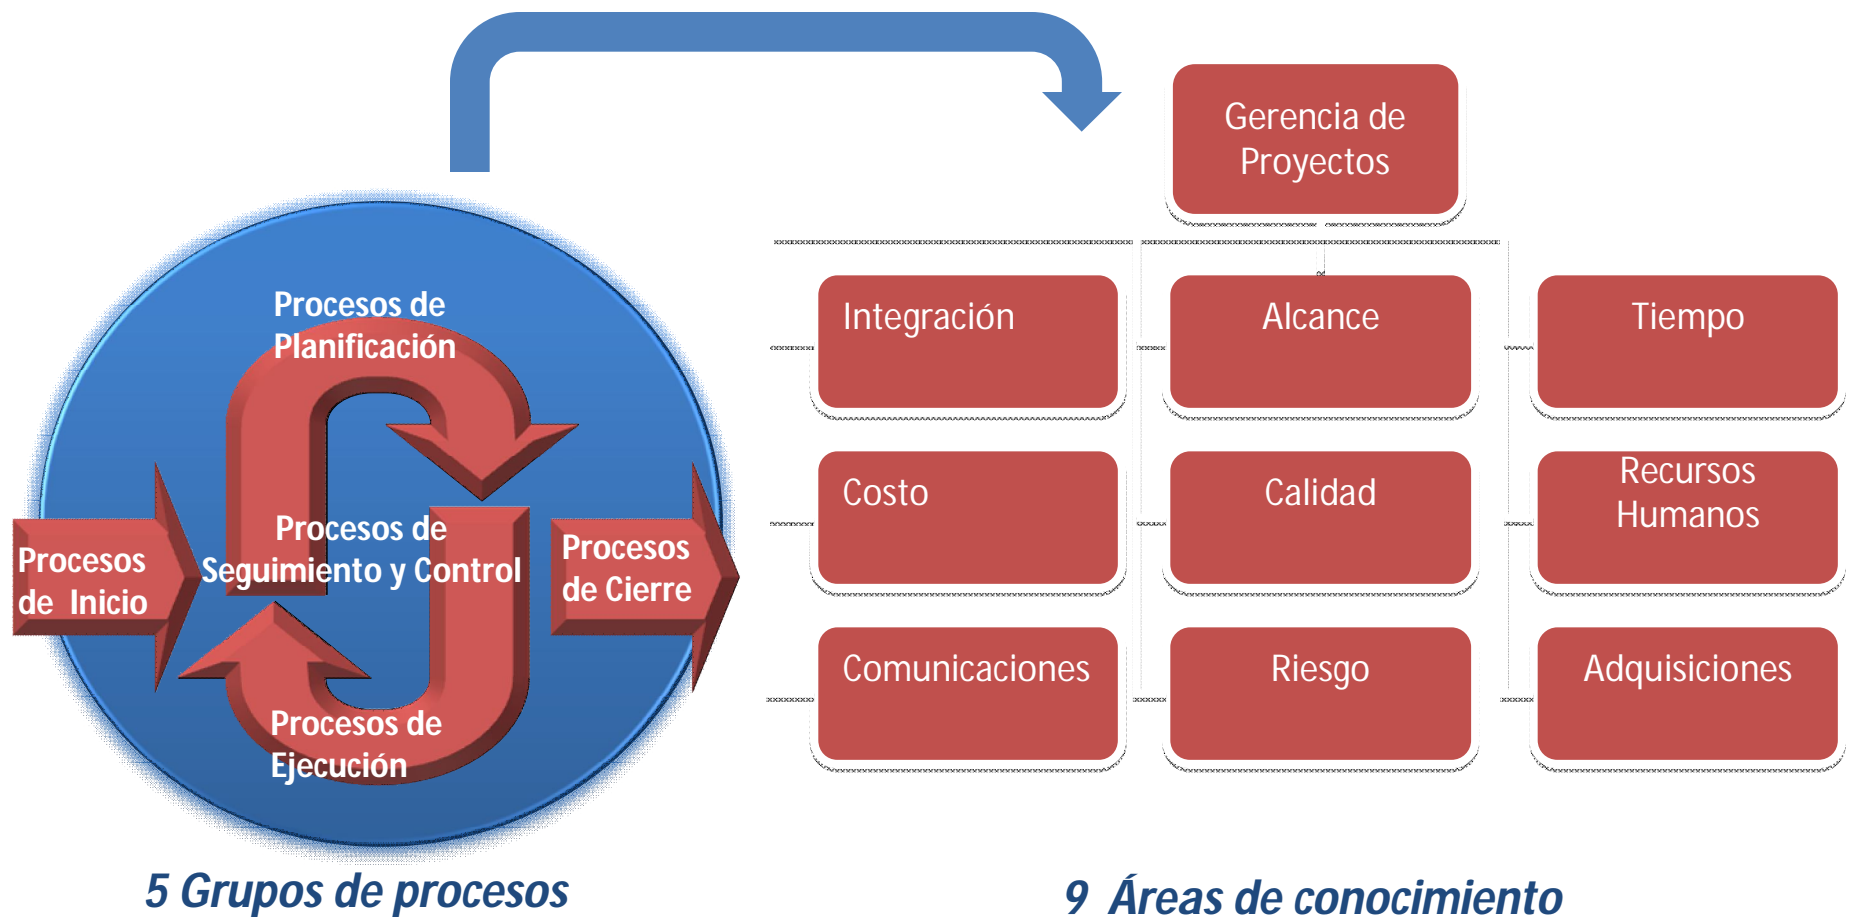 Procesos de
Planificación
Procesos de
Seguimiento y Control
Procesos
de Inicio
Procesos
de Cierre
Procesos de
Ejecución
5 Grupos de procesos
Gerencia de
Proyectos
Integración
Alcance
Tiempo
Costo
Calidad
Recursos
Humanos
Comunicaciones
Riesgo
Adquisiciones
9 Áreas de conocimiento